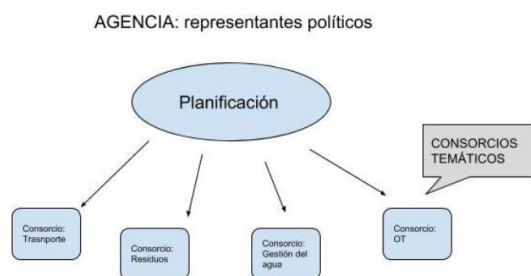 AGENCIA: representantes políticos
Planificación
CONSORCIOS
TEMÁTICOS
Consorcio:
Trasnporte
Consorcio:
Residuos
Consorcio:
Gestión del
agua
Consorcio:
OT